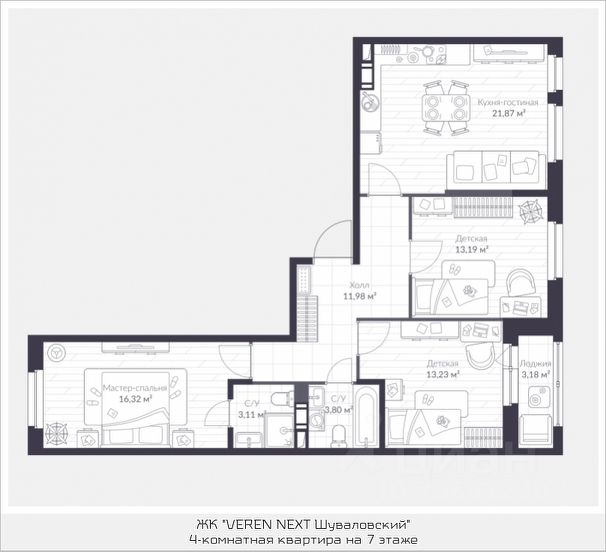 Кухня-гостиная
21,87 м²
Детская
13,19 м²
Холл
11,98 м²
Детская
13,23 м²
Лоджия
3,18 м²
Мастер-спальня
16,32 м²
С/У
3,11 м²
С/У
3,80 м²
циан
ЖК "VEREN NEXT Шуваловский"
4-комнатная квартира на 7 этаже